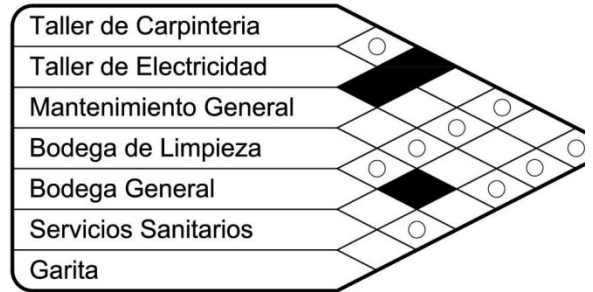 Taller de Carpinteria
Taller de Electricidad
Mantenimiento General
Bodega de Limpieza
Bodega General
Servicios Sanitarios
Garita